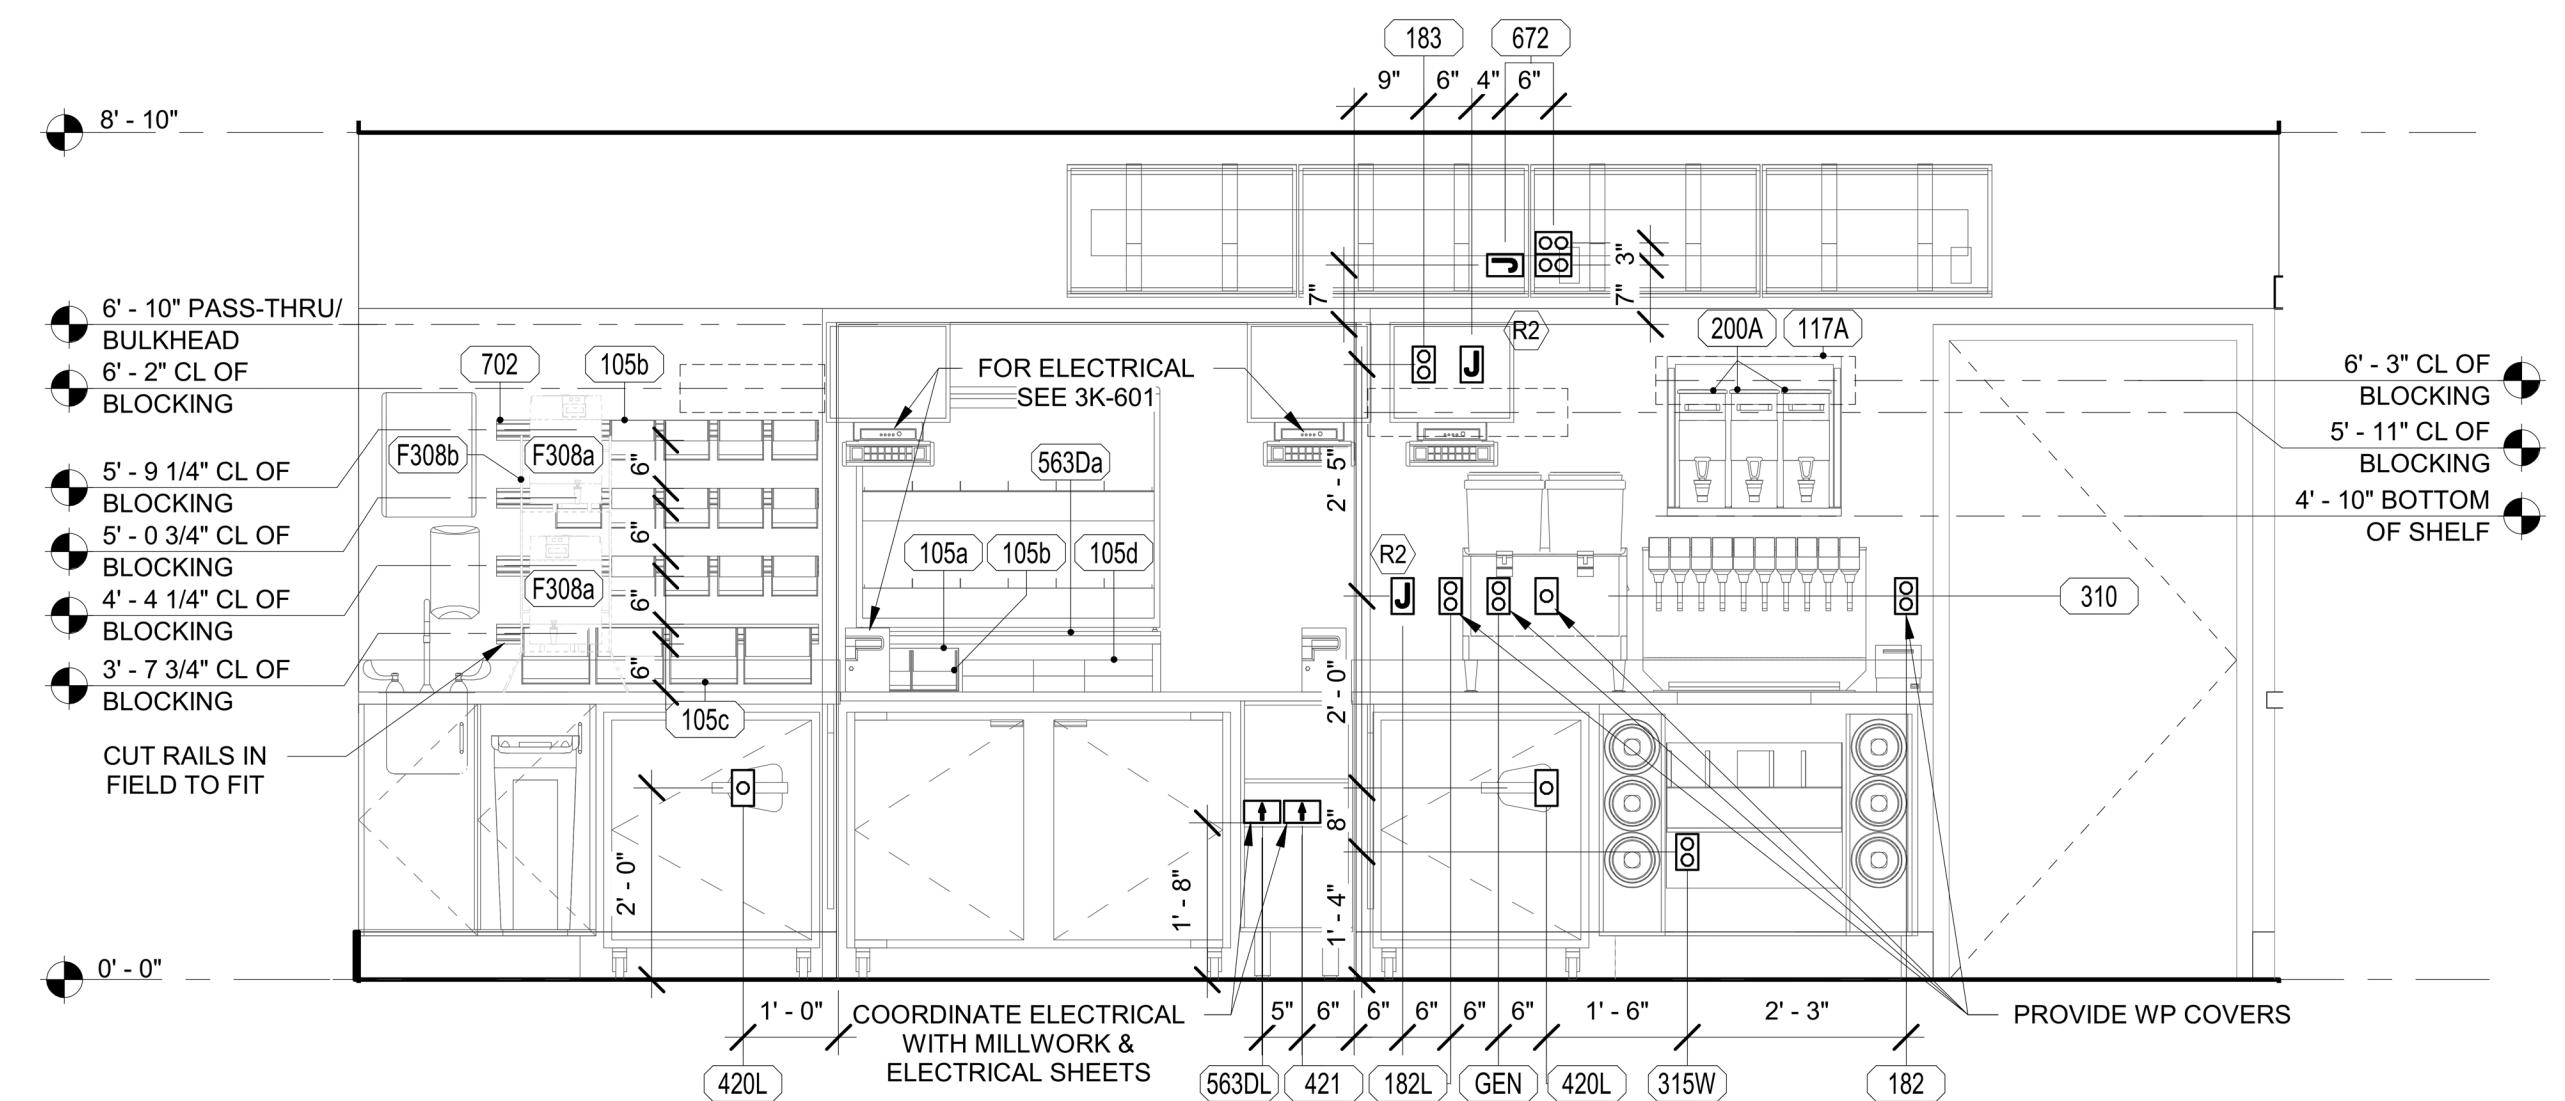 183
672
9"
6"
4"
6"
8' - 10"
3"
7"
7"
6' - 10" PASS-THRU/
BULKHEAD
R2
200A
117A
702
105b
6' - 2" CL OF
BLOCKING
FOR ELECTRICAL
SEE 3K-601
J
J
6' - 3" CL OF
BLOCKING
F308b
F308a
563Da
5' - 11" CL OF
BLOCKING
5' - 9 1/4" CL OF
BLOCKING
6"
2' - 5"
4' - 10" BOTTOM
OF SHELF
5' - 0 3/4" CL OF
BLOCKING
6"
105a
105b
105d
R2
4' - 4 1/4" CL OF
BLOCKING
F308a
6"
J
310
3' - 7 3/4" CL OF
BLOCKING
6"
2' - 0"
105c
CUT RAILS IN
FIELD TO FIT
8"
2' - 0"
1' - 8"
1' - 4"
0' - 0"
1' - 0"
COORDINATE ELECTRICAL
WITH MILLWORK &
ELECTRICAL SHEETS
5"
6"
6"
6"
6"
6"
1' - 6"
2' - 3"
PROVIDE WP COVERS
420L
563DL
421
182L
GEN
420L
315W
182